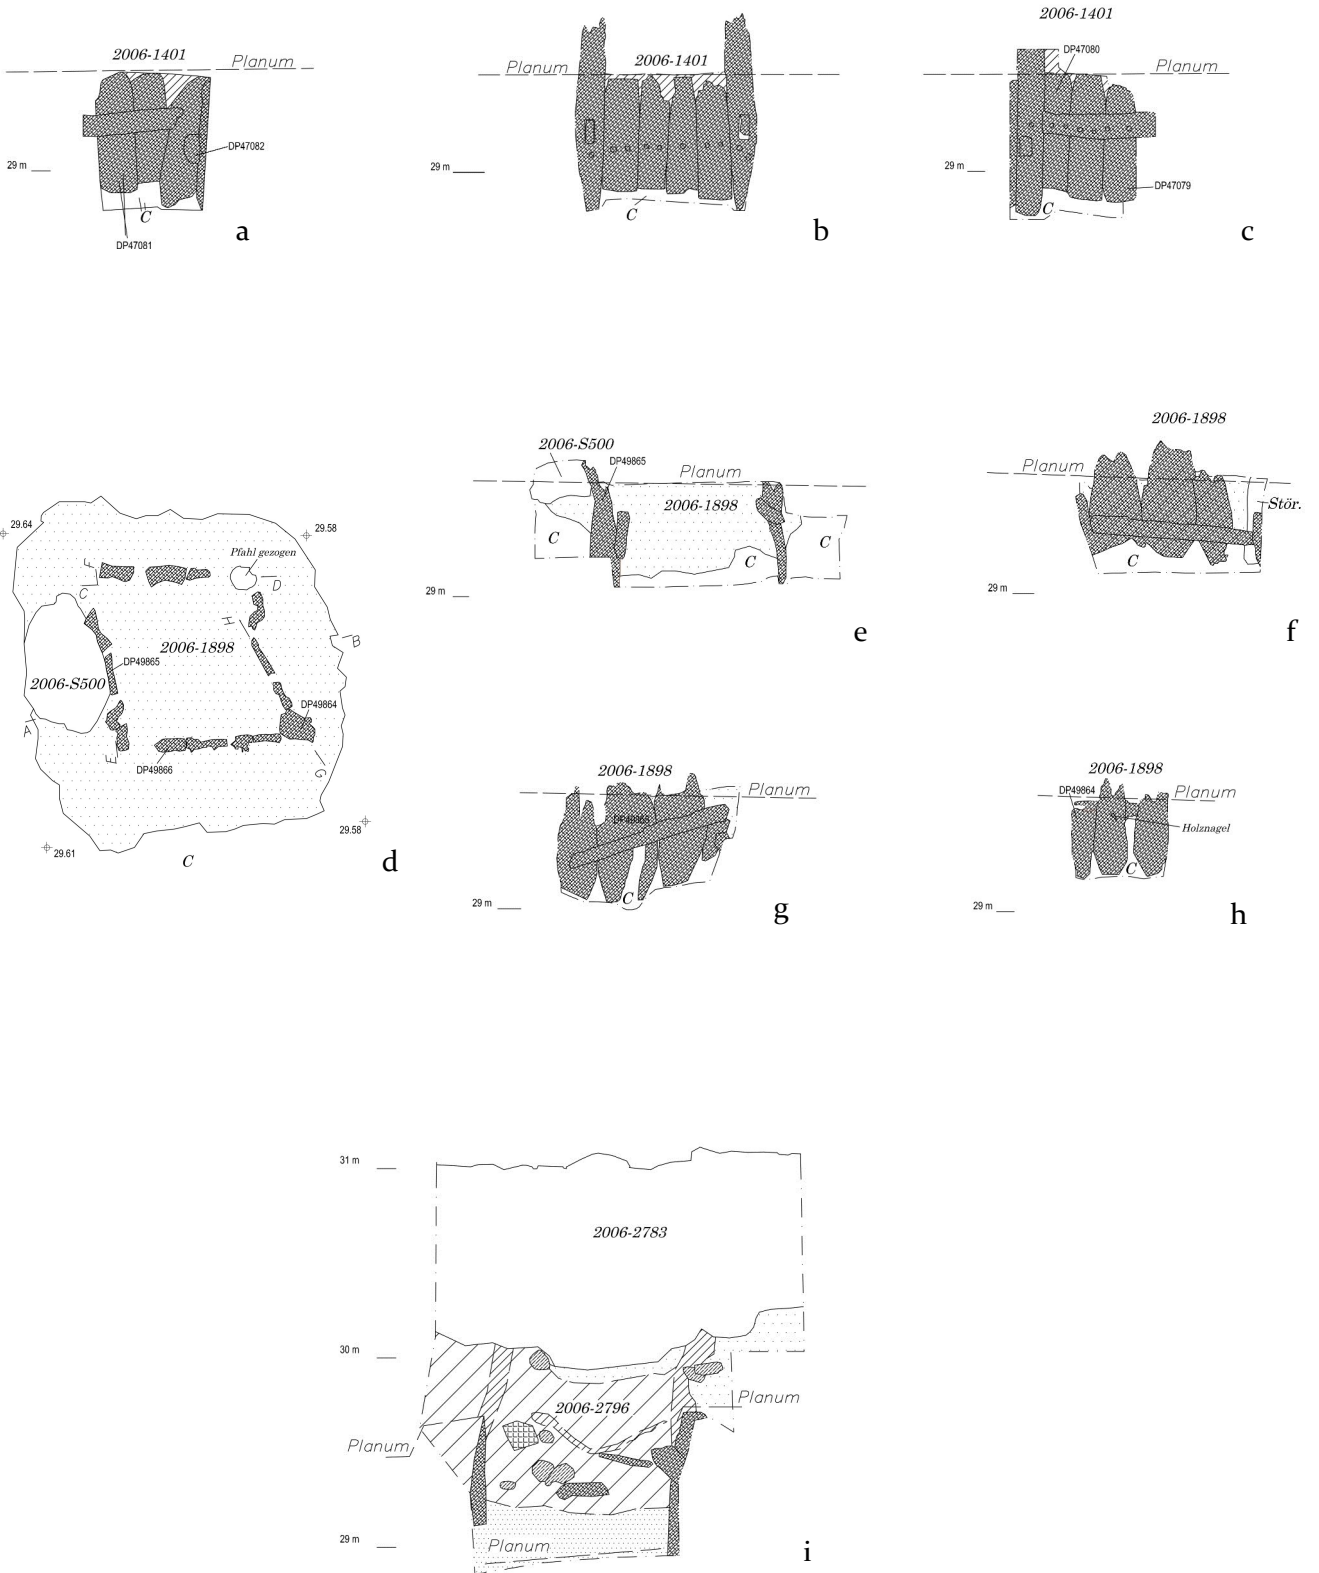 2006-1401
Planum
DP47082
29 m
C
DP47081
a
Planum
2006-1401
29 m
C
b
2006-1401
DP47080
Planum
29 m
DP47079
C
c
29.64
29.58
Pfahl gezogen
F
C
D
H
B
2006-1898
DP49865
2006-S500
DP49864
A
E
DP49866
G
29.58
29.61
C
d
2006-S500
DP49865
Planum
2006-1898
C
C
C
29 m
e
2006-1898
Planum
Stör.
C
29 m
f
2006-1898
Planum
29 m
C
g
2006-1898
DP49864
Planum
Holznagel
C
29 m
h
31 m
2006-2783
30 m
Planum
2006-2796
Planum
29 m
Planum
i